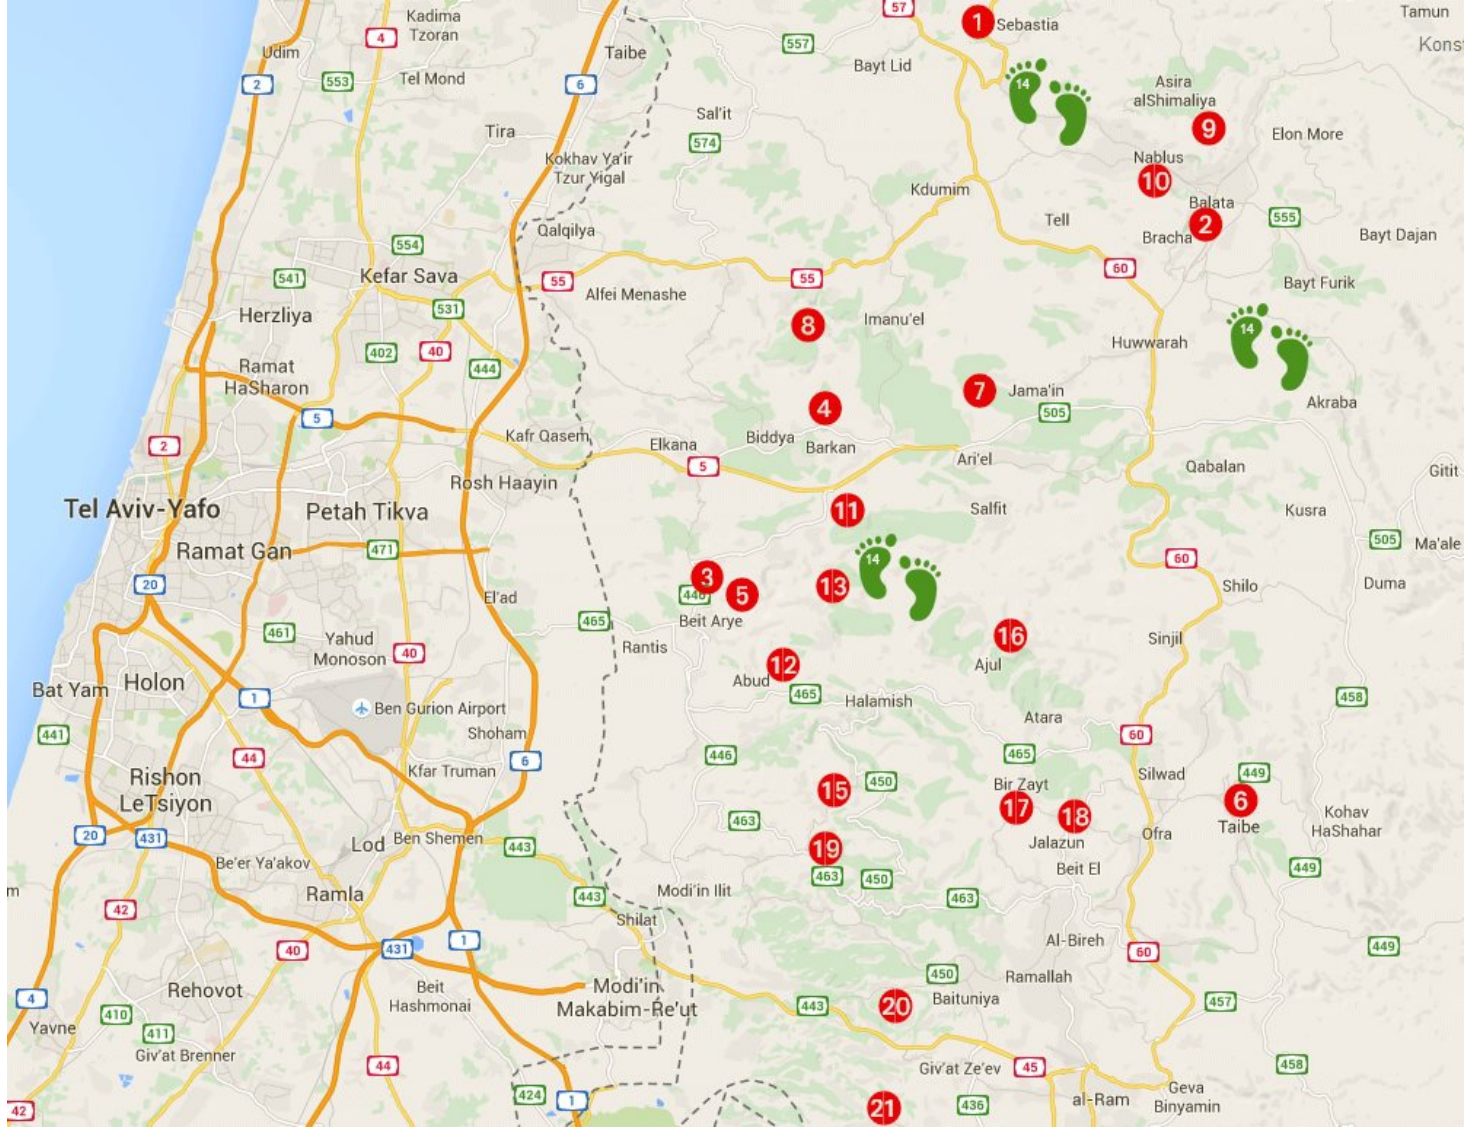 Kadima
Tzoran
57
1
Sebastia
Tamun
4
Konst
Udim
Taibe
557
Bayt Lid
2
553
Tel Mond
6
14
Asira
alShimaliya
Sal'it
Tira
574
9
Elon More
Kokhav Ya'ir
Tzur Yigal
Nablus
10
Kdumim
Balata
2
555
Tell
Bracha
Bayt Dajan
Qalqilya
554
541
Kefar Sava
55
55
60
Alfei Menashe
Bayt Furik
Herzliya
531
8
Imanu'el
14
Huwwarah
402
40
444
Ramat
HaSharon
7
Jama'in
505
Akraba
5
4
2
Kafr Qasem
Elkana
Biddya
Barkan
5
Ari'el
Qabalan
Gitit
Rosh Haayin
Tel Aviv-Yafo
Petah Tikva
11
Salfit
Kusra
Ramat Gan
471
14
505
Ma'ale
60
20
El'ad
3
446
5
13
Shilo
Duma
Beit Arye
461
Yahud
Monoson
40
465
Rantis
16
Sinjil
Ajul
12
Abud
465
Bat Yam
Holon
1
Ben Gurion Airport
Halamish
458
441
Shoham
Atara
60
44
6
446
465
Rishon
LeTsiyon
Kfar Truman
Bir Zayt
Silwad
449
15
450
17
18
6
Taibe
Kohav
HaShahar
20
431
Lod
Ben Shemen
443
463
19
Jalazun
Ofra
Be'er Ya'akov
463
450
Beit El
449
m
Ramla
443
Modi'in Ilit
463
42
Shilat
40
431
1
Al-Bireh
60
449
Rehovot
Beit
Hashmonai
Modi'in
Makabim-Re'ut
450
Ramallah
4
410
443
20
Baituniya
457
Yavne
411
Giv'at Brenner
44
Giv'at Ze'ev
45
458
42
424
1
21
436
al-Ram
Geva
Binyamin